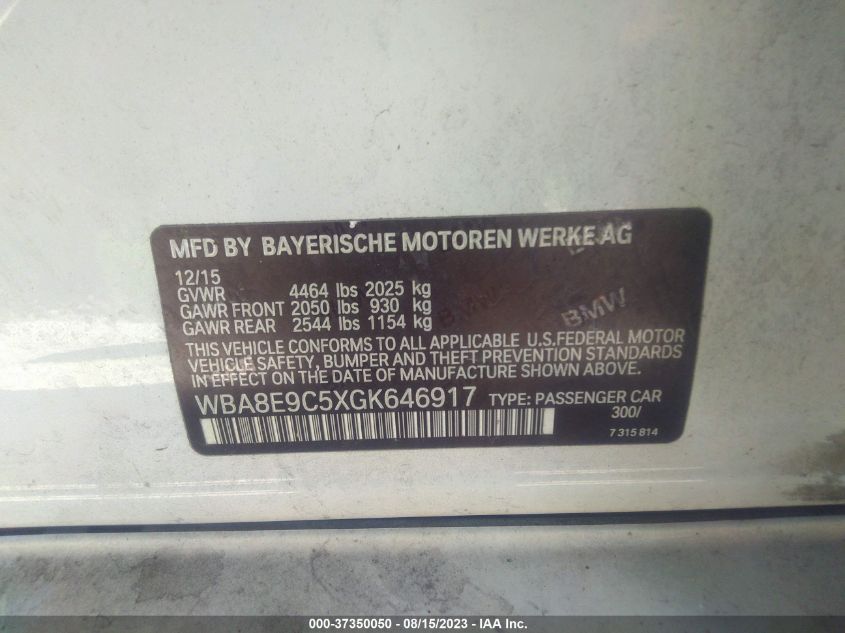 MFD BY BAYERISCHE MOTOREN WERKE AG
12/15
GVWR 4464 lbs 2025 kg
GAWR FRONT 2050 lbs 930 kg
GAWR REAR 2544 lbs 1154 kg
BMW
BMW
THIS VEHICLE CONFORMS TO ALL APPLICABLE U.S.FEDERAL MOTOR
VEHICLE SAFETY, BUMPER AND THEFT PREVENTION STANDARDS
IN EFFECT ON THE DATE OF MANUFACTURE SHOWN ABOVE.
WBA8E9C5XGK646917 TYPE: PASSENGER CAR
300/
7 315 814
000-37350050 - 08/15/2023 - IAA Inc.